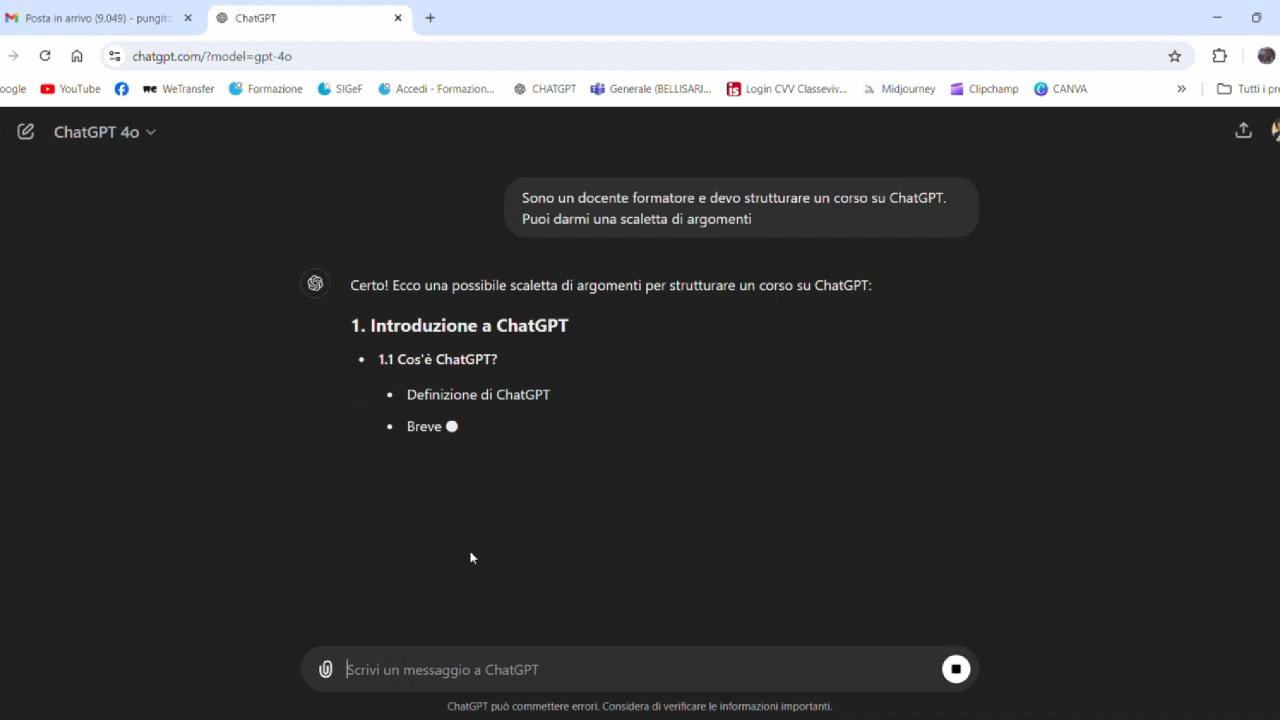 Posta in arrivo (9.049) - pungito
ChatGPT
chatgpt.com/?model=gpt-4o
oogle YouTube WeTransfer Formazione SIGeF Accedi - Formazion... CHATGPT Generale (BELLISARI... Login CVV Classeviv... Midjourney Clipchamp CANVA » Tutti i pre
ChatGPT 4o
Sono un docente formatore e devo strutturare un corso su ChatGPT.
Puoi darmi una scaletta di argomenti
Certo! Ecco una possibile scaletta di argomenti per strutturare un corso su ChatGPT:
1. Introduzione a ChatGPT
• 1.1 Cos'è ChatGPT?
• Definizione di ChatGPT
• Breve
Scrivi un messaggio a ChatGPT
ChatGPT può commettere errori. Considera di verificare le informazioni importanti.